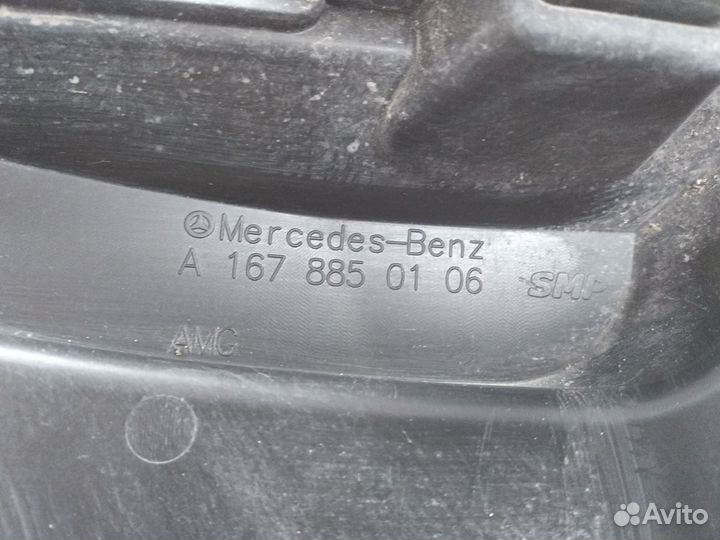 Mercedes-Benz
A 167 885 01 06
SMP
AMG
Avito